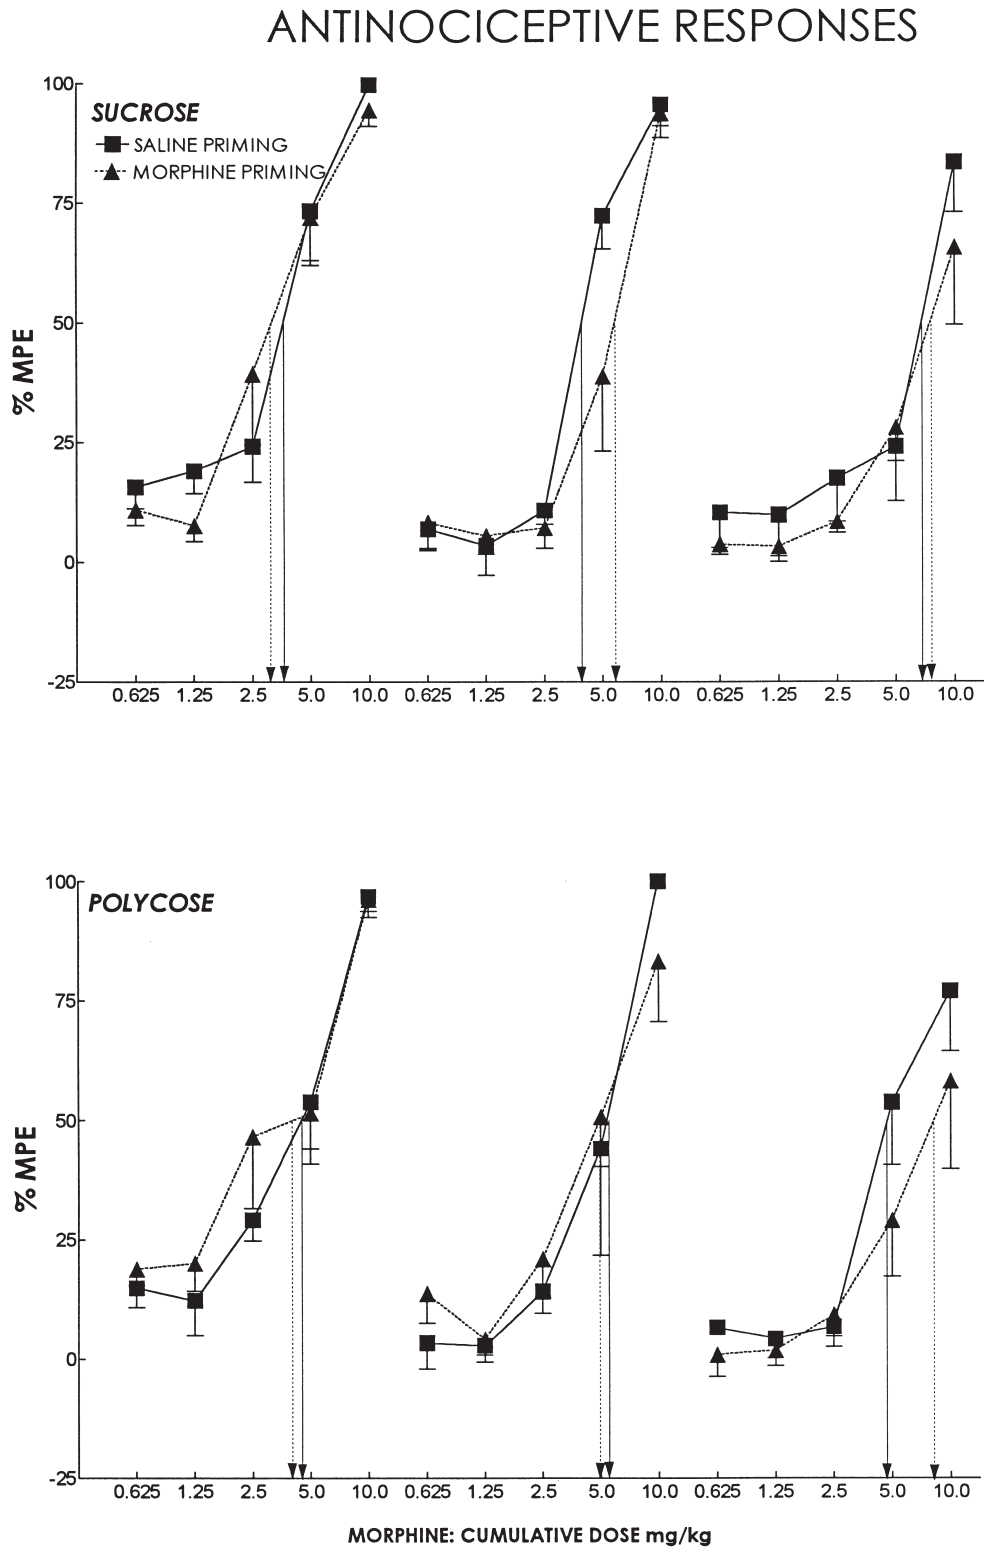 ANTINOCICEPTIVE RESPONSES
100
SUCROSE
SALINE PRIMING
MORPHINE PRIMING
75
50
% MPE
25
0
-25
0.625 1.25 2.5 5.0 10.0 0.625 1.25 2.5 5.0 10.0 0.625 1.25 2.5 5.0 10.0
100
POLYCOSE
75
50
% MPE
25
0
-25
0.625 1.25 2.5 5.0 10.0 0.625 1.25 2.5 5.0 10.0 0.625 1.25 2.5 5.0 10.0
MORPHINE: CUMULATIVE DOSE mg/kg